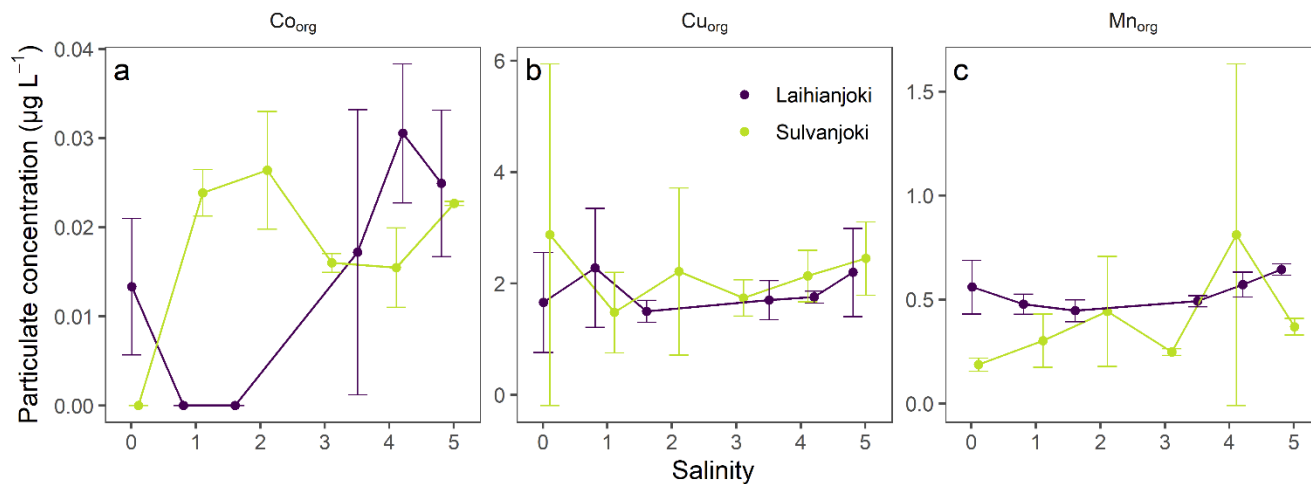 Co_org Cu_org Mn_org
Particulate concentration (µg L⁻¹)
a b c
Laihianjoki
Sulvanjoki
0.04
0.03
0.02
0.01
0.00
6
4
2
0
1.5
1.0
0.5
0.0
0 1 2 3 4 5 0 1 2 3 4 5 0 1 2 3 4 5
Salinity